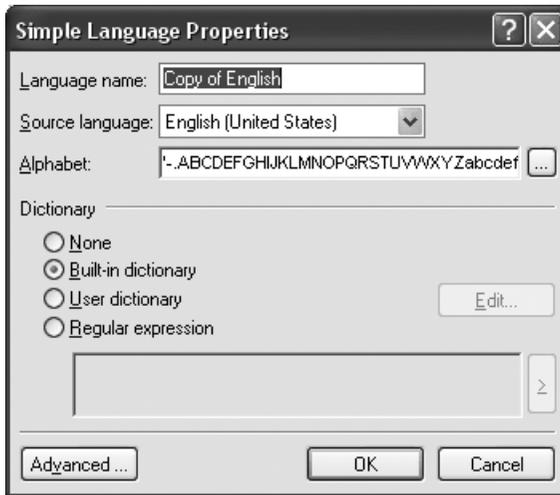 Simple Language Properties
Language name: Copy of English
Source language: English (United States)
Alphabet: '-.ABCDEFGHIJKLMNOPQRSTUVWXYZabcdef ...
Dictionary
None
Built-in dictionary
User dictionary Edit...
Regular expression
>
Advanced ... OK Cancel